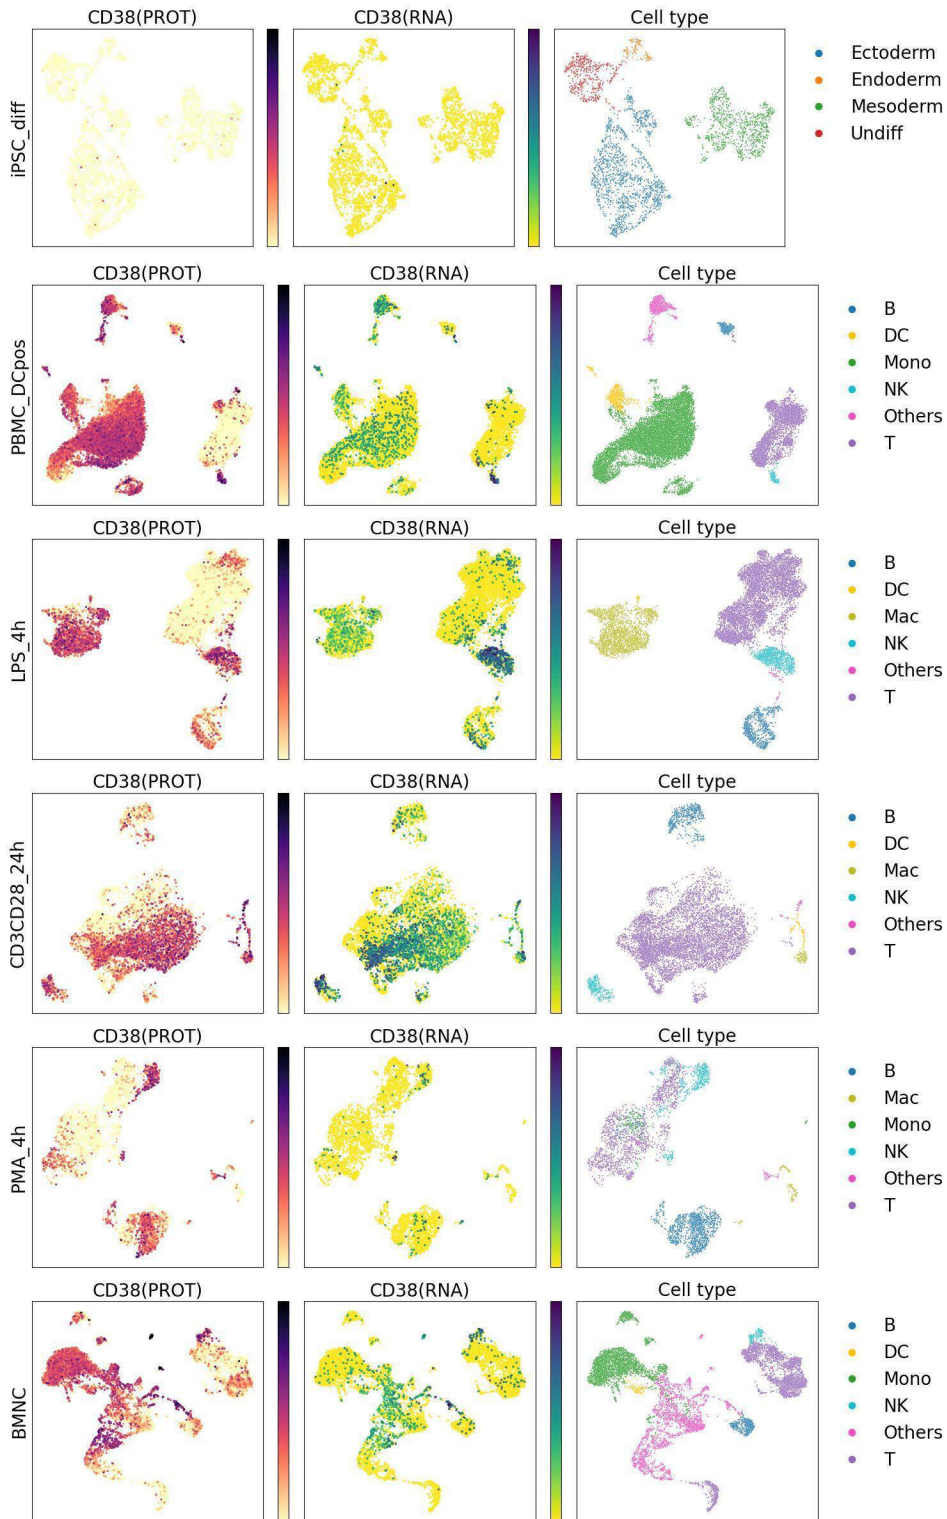 CD38(PROT) CD38(RNA) Cell type
iPSC_diff
Ectoderm
Endoderm
Mesoderm
Undiff
CD38(PROT) CD38(RNA) Cell type
PBMC_DCpos
B
DC
Mono
NK
Others
T
CD38(PROT) CD38(RNA) Cell type
LPS_4h
B
DC
Mac
NK
Others
T
CD38(PROT) CD38(RNA) Cell type
CD3CD28_24h
B
DC
Mac
NK
Others
T
CD38(PROT) CD38(RNA) Cell type
PMA_4h
B
Mac
Mono
NK
Others
T
CD38(PROT) CD38(RNA) Cell type
BMNC
B
DC
Mono
NK
Others
T